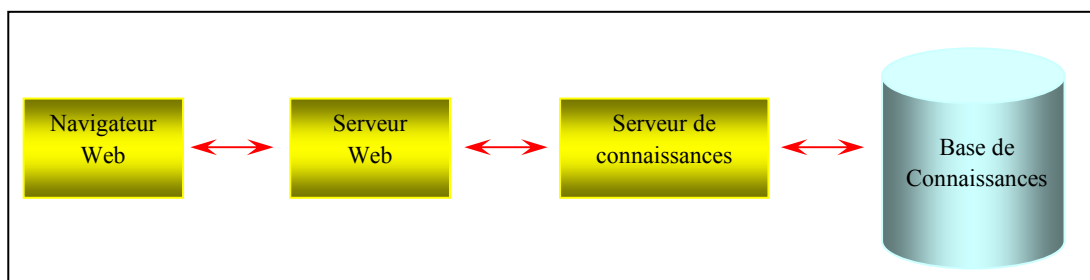 Navigateur
Web
Serveur
Web
Serveur de
connaissances
Base de
Connaissances